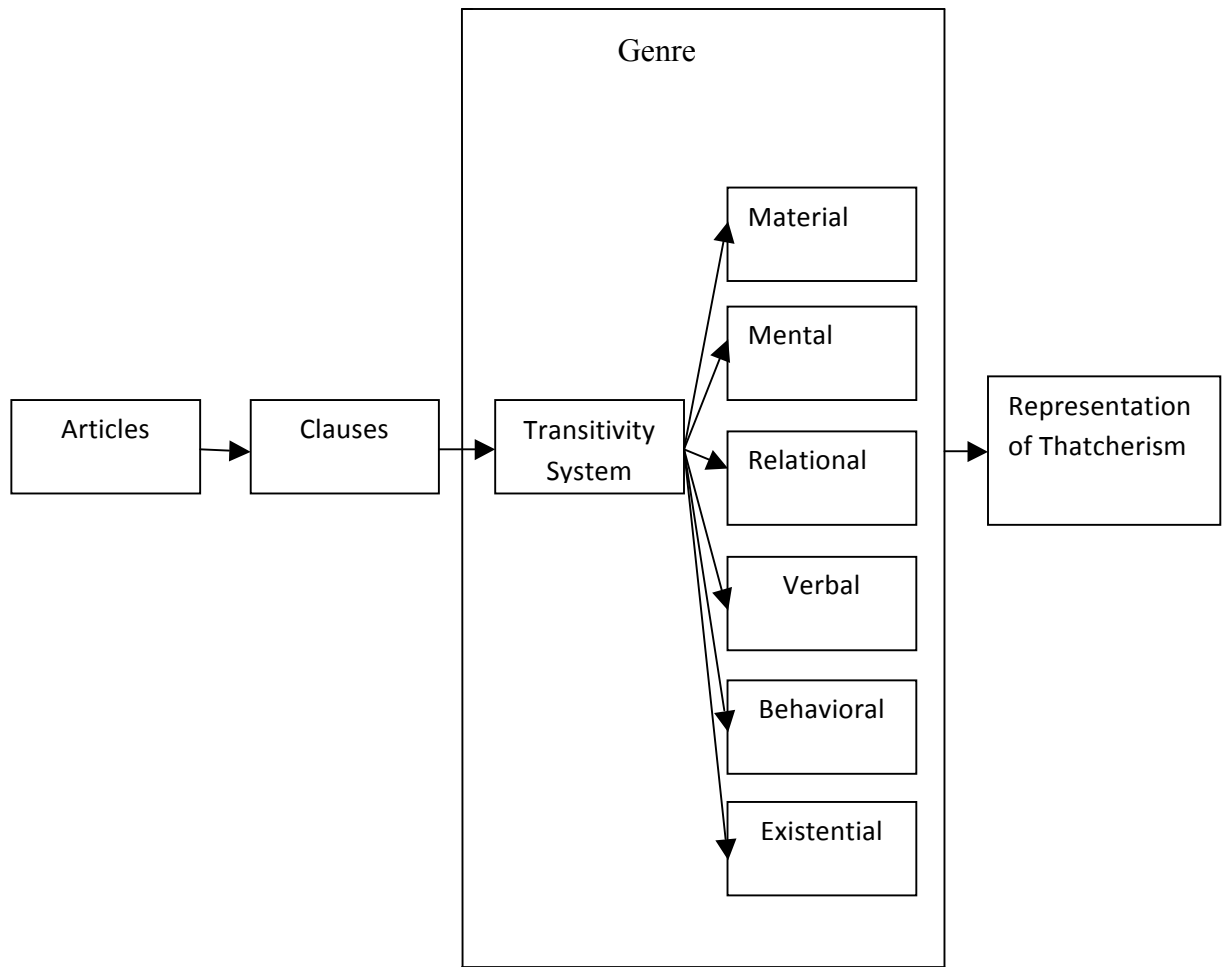 Genre
Material
Mental
Articles
Clauses
Transitivity
System
Relational
Verbal
Behavioral
Existential
Representation
of Thatcherism